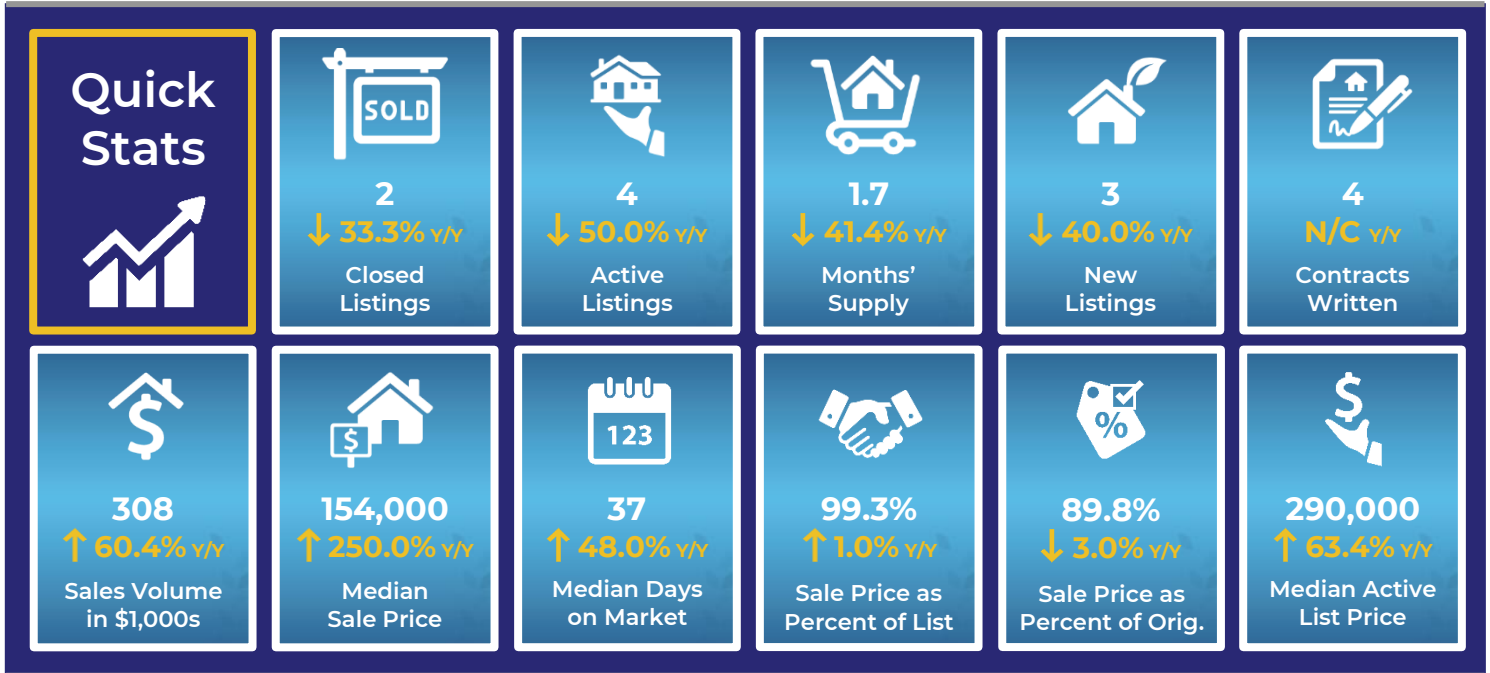 Quick
Stats
SOLD
2
↓ 33.3% Y/Y
Closed
Listings
4
↓ 50.0% Y/Y
Active
Listings
1.7
↓ 41.4% Y/Y
Months’
Supply
3
↓ 40.0% Y/Y
New
Listings
4
N/C Y/Y
Contracts
Written
$
308
↑ 60.4% Y/Y
Sales Volume
in $1,000s
$
154,000
↑ 250.0% Y/Y
Median
Sale Price
123
37
↑ 48.0% Y/Y
Median Days
on Market
99.3%
↑ 1.0% Y/Y
Sale Price as
Percent of List
%
89.8%
↓ 3.0% Y/Y
Sale Price as
Percent of Orig.
$
290,000
↑ 63.4% Y/Y
Median Active
List Price